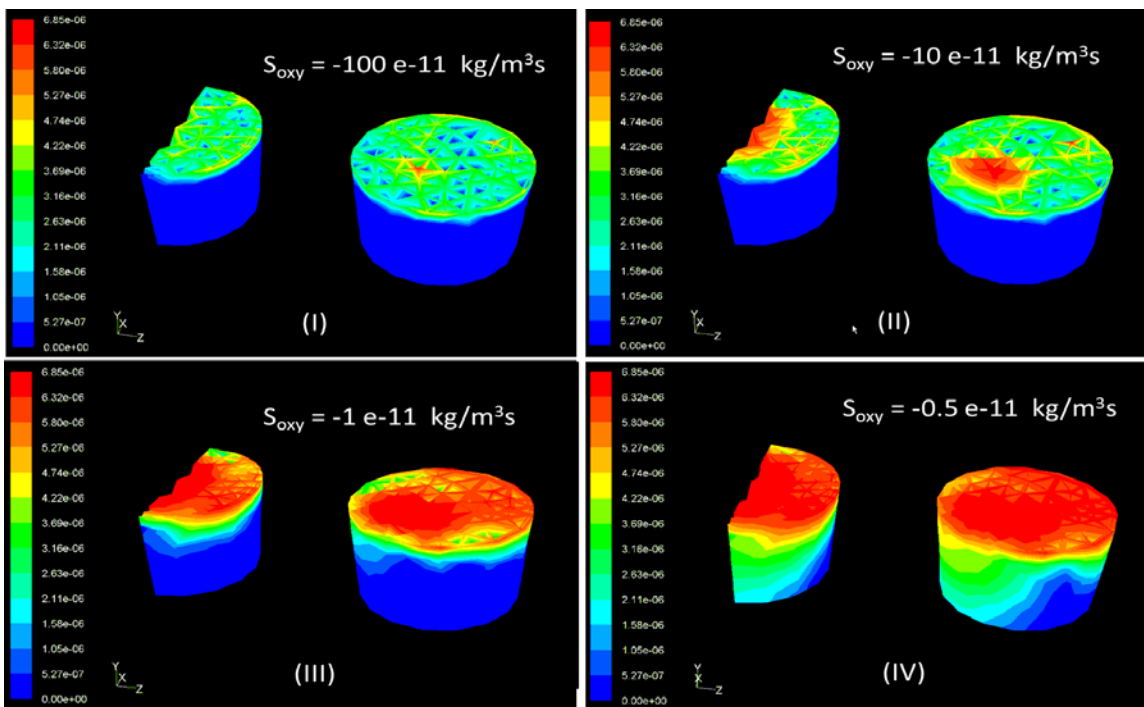 6.85e-06
6.32e-06
5.80e-06
5.27e-06
4.74e-06
4.22e-06
3.69e-06
3.16e-06
2.63e-06
2.11e-06
1.58e-06
1.05e-06
5.27e-07
0.00e+00
Soxy = -100 e-11 kg/m³s
Y
X
Z
(I)
6.85e-06
6.32e-06
5.80e-06
5.27e-06
4.74e-06
4.22e-06
3.69e-06
3.16e-06
2.63e-06
2.11e-06
1.58e-06
1.05e-06
5.27e-07
0.00e+00
Soxy = -10 e-11 kg/m³s
Y
X
Z
(II)
6.85e-06
6.32e-06
5.80e-06
5.27e-06
4.74e-06
4.22e-06
3.69e-06
3.16e-06
2.63e-06
2.11e-06
1.58e-06
1.05e-06
5.27e-07
0.00e+00
Soxy = -1 e-11 kg/m³s
Y
X
Z
(III)
6.85e-06
6.32e-06
5.80e-06
5.27e-06
4.74e-06
4.22e-06
3.69e-06
3.16e-06
2.63e-06
2.11e-06
1.58e-06
1.05e-06
5.27e-07
0.00e+00
Soxy = -0.5 e-11 kg/m³s
Y
X
Z
(IV)